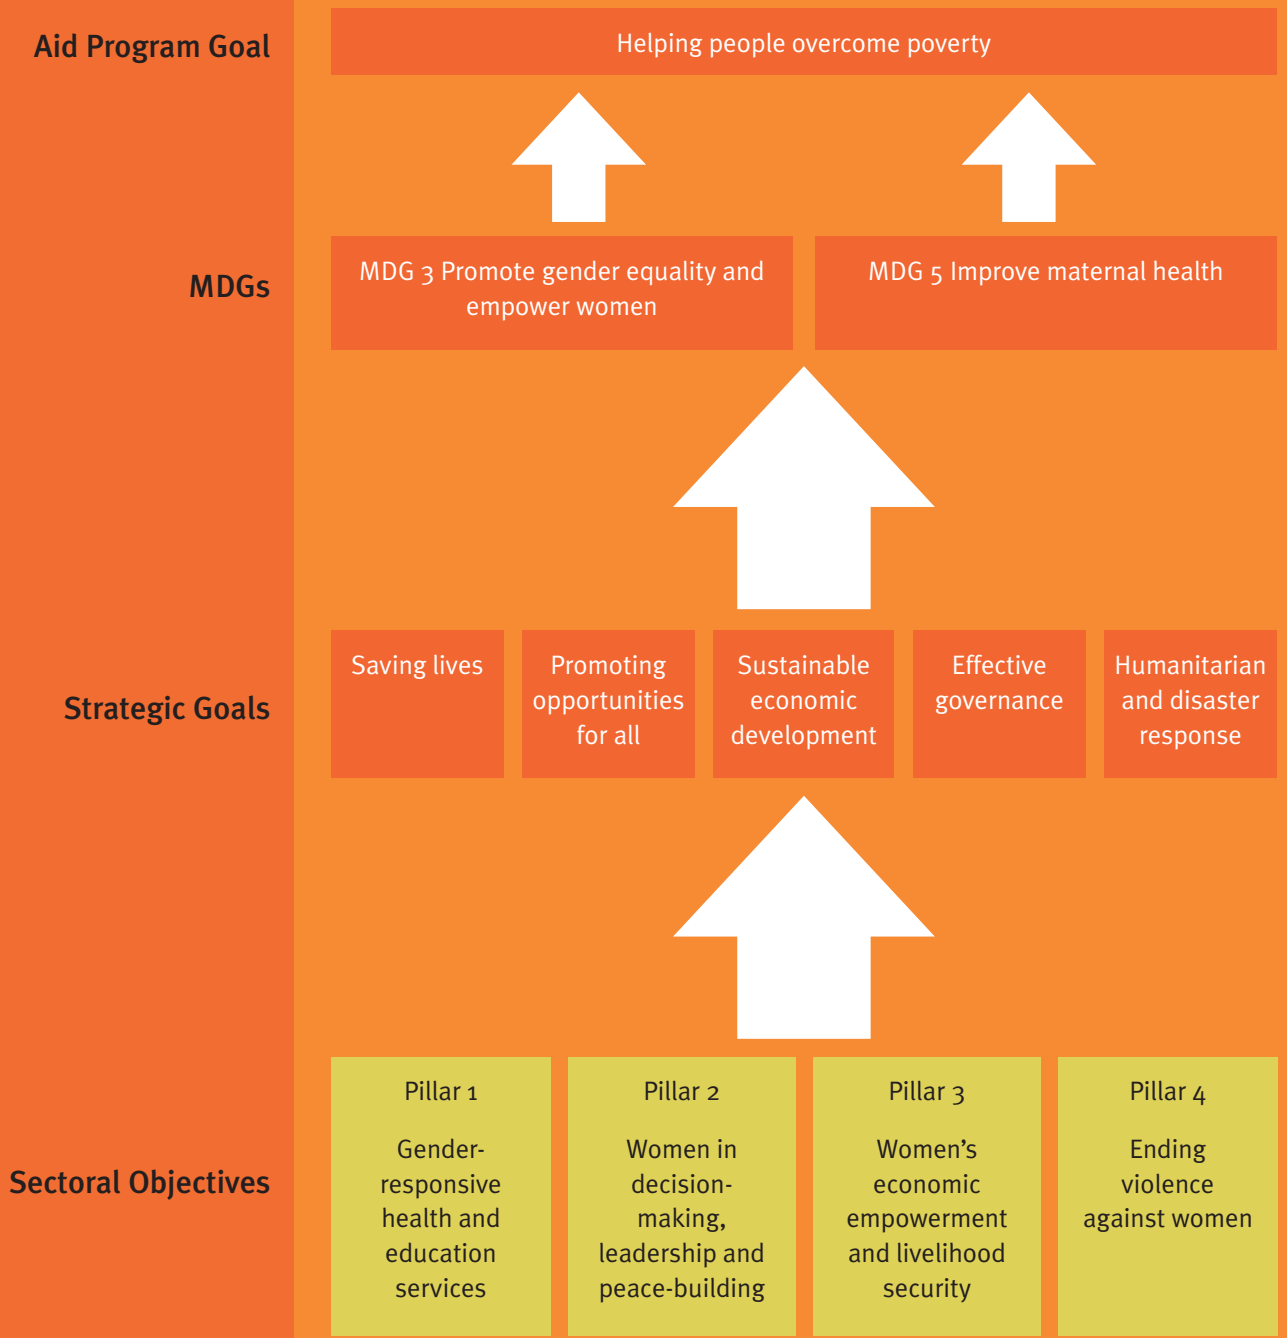 Aid Program Goal
Helping people overcome poverty
MDGs
MDG 3 Promote gender equality and
empower women
MDG 5 Improve maternal health
Strategic Goals
Saving lives
Promoting
opportunities
for all
Sustainable
economic
development
Effective
governance
Humanitarian
and disaster
response
Sectoral Objectives
Pillar 1
Gender-
responsive
health and
education
services
Pillar 2
Women in
decision-
making,
leadership and
peace-building
Pillar 3
Women’s
economic
empowerment
and livelihood
security
Pillar 4
Ending
violence
against women